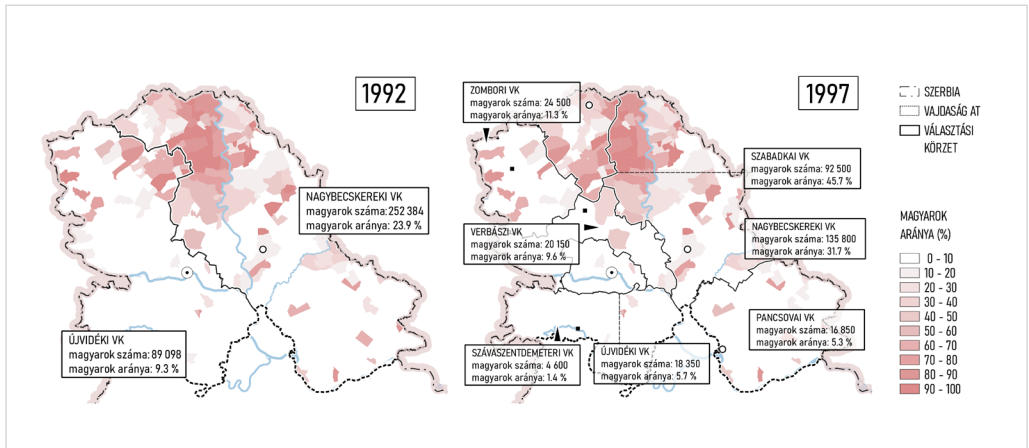 1992
NAGYBECSKEREKI VK
magyarok száma: 252 384
magyarok aránya: 23.9 %
ÚJVIDÉKI VK
magyarok száma: 89 098
magyarok aránya: 9.3 %
1997
ZOMBORI VK
magyarok száma: 24 500
magyarok aránya: 11.3 %
SZABADKAI VK
magyarok száma: 92 500
magyarok aránya: 45.7 %
VERBÁSZI VK
magyarok száma: 20 150
magyarok aránya: 9.6 %
NAGYBECSKEREKI VK
magyarok száma: 135 800
magyarok aránya: 31.7 %
PANCSOVAI VK
magyarok száma: 16.850
magyarok aránya: 5.3 %
SZÁVASZENTDEMETERI VK
magyarok száma: 4 600
magyarok aránya: 1.4 %
ÚJVIDÉKI VK
magyarok száma: 18 350
magyarok aránya: 5.7 %
SZERBIA
VAJDASÁG AT
VÁLASZTÁSI
KÖRZET
MAGYAROK
ARÁNYA (%)
0 - 10
10 - 20
20 - 30
30 - 40
40 - 50
50 - 60
60 - 70
70 - 80
80 - 90
90 - 100